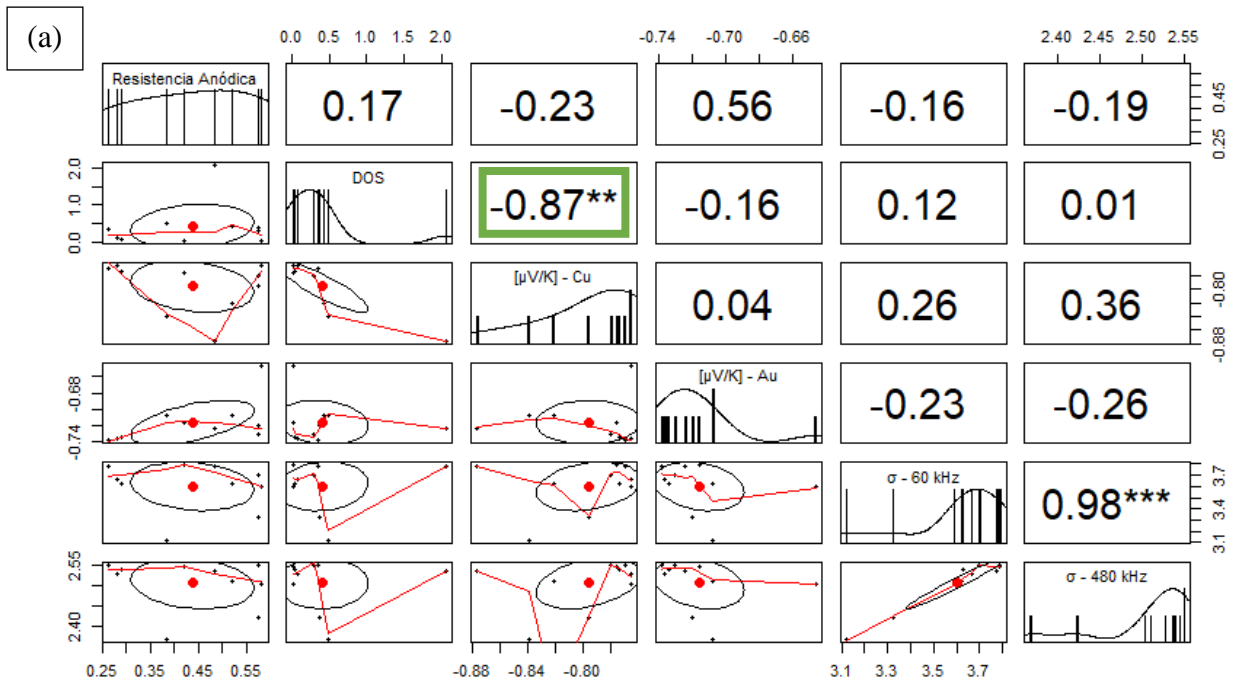 (a)
0.0 0.5 1.0 1.5 2.0
-0.74 -0.70 -0.66
2.40 2.45 2.50 2.55
Resistencia Anódica
0.17
-0.23
0.56
-0.16
-0.19
0.25 0.45
0.0 1.0 2.0
DOS
-0.87**
-0.16
0.12
0.01
[µV/K] - Cu
0.04
0.26
0.36
-0.88 -0.80
-0.74 -0.68
[µV/K] - Au
-0.23
-0.26
σ - 60 kHz
0.98***
3.1 3.4 3.7
2.40 2.55
σ - 480 kHz
0.25 0.35 0.45 0.55
-0.88 -0.84 -0.80
3.1 3.3 3.5 3.7